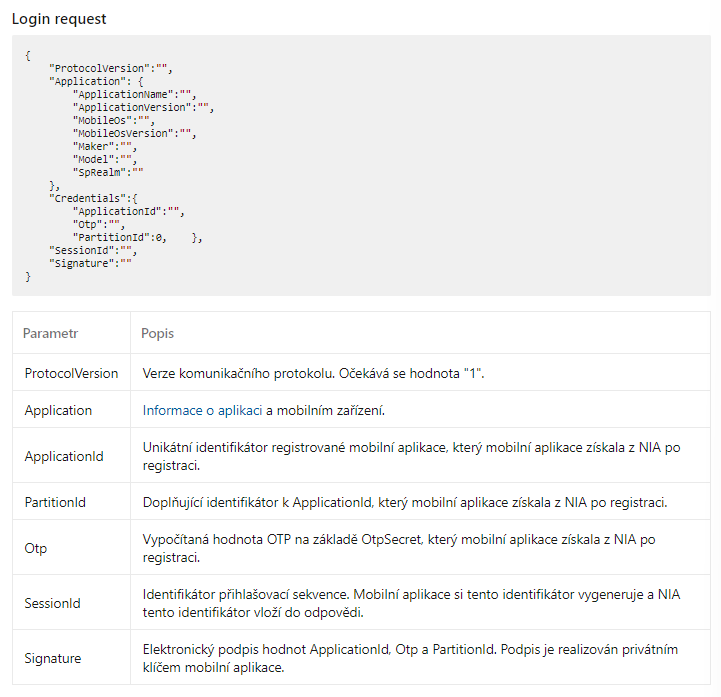 Login request
{
    "ProtocolVersion":"",
    "Application": {
        "ApplicationName":"",
        "ApplicationVersion":"",
        "MobileOs":"",
        "MobileOsVersion":"",
        "Maker":"",
        "Model":"",
        "SpRealm":""
    },
    "Credentials":{
        "ApplicationId":"",
        "Otp":"",
        "PartitionId":0,    },
    "SessionId":"",
    "Signature":""
}
Parametr Popis
ProtocolVersion Verze komunikačního protokolu. Očekává se hodnota "1".
Application Informace o aplikaci a mobilním zařízení.
ApplicationId Unikátní identifikátor registrované mobilní aplikace, který mobilní aplikace získala z NIA po
registraci.
PartitionId Doplňující identifikátor k ApplicationId, který mobilní aplikace získala z NIA po registraci.
Otp Vypočítaná hodnota OTP na základě OtpSecret, který mobilní aplikace získala z NIA po
registraci.
SessionId Identifikátor přihlašovací sekvence. Mobilní aplikace si tento identifikátor vygeneruje a NIA
tento identifikátor vloží do odpovědi.
Signature Elektronický podpis hodnot ApplicationId, Otp a PartitionId. Podpis je realizován privátním
klíčem mobilní aplikace.